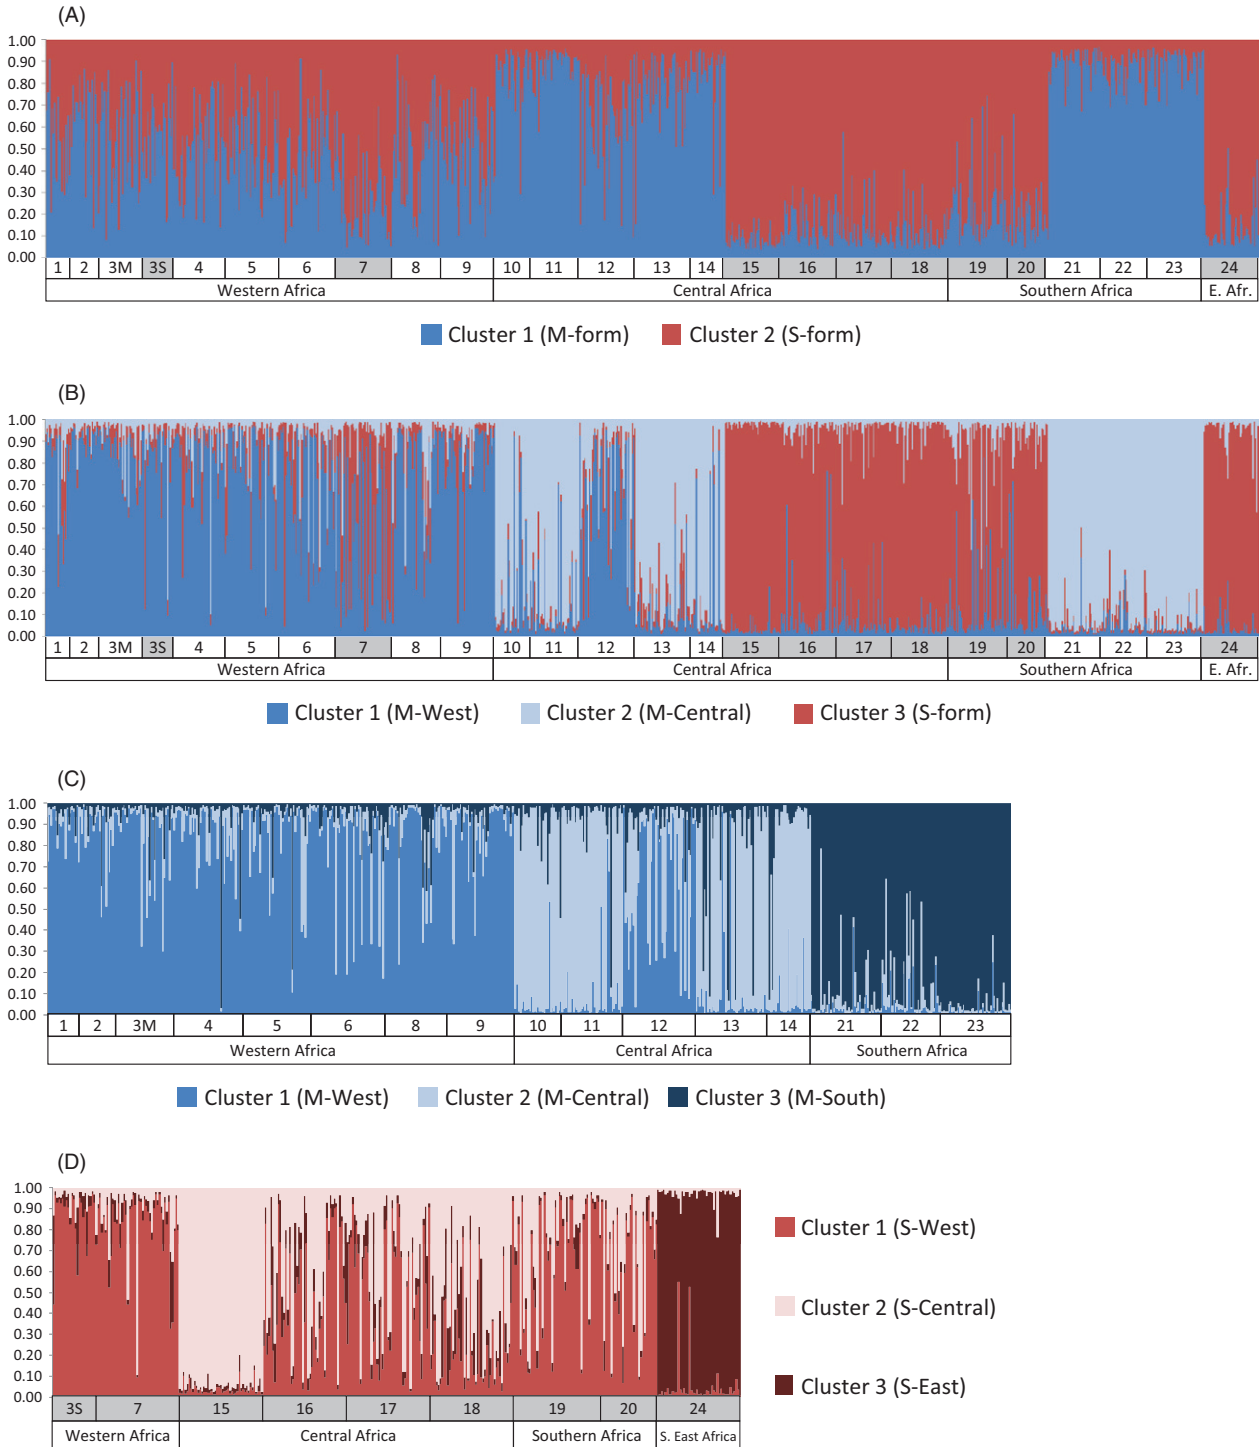 (A)
1.00
0.90
0.80
0.70
0.60
0.50
0.40
0.30
0.20
0.10
0.00
1 2 3M 3S 4 5 6 7 8 9 10 11 12 13 14 15 16 17 18 19 20 21 22 23 24
Western Africa Central Africa Southern Africa E. Afr.
Cluster 1 (M-form) Cluster 2 (S-form)
(B)
1.00
0.90
0.80
0.70
0.60
0.50
0.40
0.30
0.20
0.10
0.00
1 2 3M 3S 4 5 6 7 8 9 10 11 12 13 14 15 16 17 18 19 20 21 22 23 24
Western Africa Central Africa Southern Africa E. Afr.
Cluster 1 (M-West) Cluster 2 (M-Central) Cluster 3 (S-form)
(C)
1.00
0.90
0.80
0.70
0.60
0.50
0.40
0.30
0.20
0.10
0.00
1 2 3M 4 5 6 8 9 10 11 12 13 14 21 22 23
Western Africa Central Africa Southern Africa
Cluster 1 (M-West) Cluster 2 (M-Central) Cluster 3 (M-South)
(D)
1.00
0.90
0.80
0.70
0.60
0.50
0.40
0.30
0.20
0.10
0.00
3S 7 15 16 17 18 19 20 24
Western Africa Central Africa Southern Africa S. East Africa
Cluster 1 (S-West)
Cluster 2 (S-Central)
Cluster 3 (S-East)